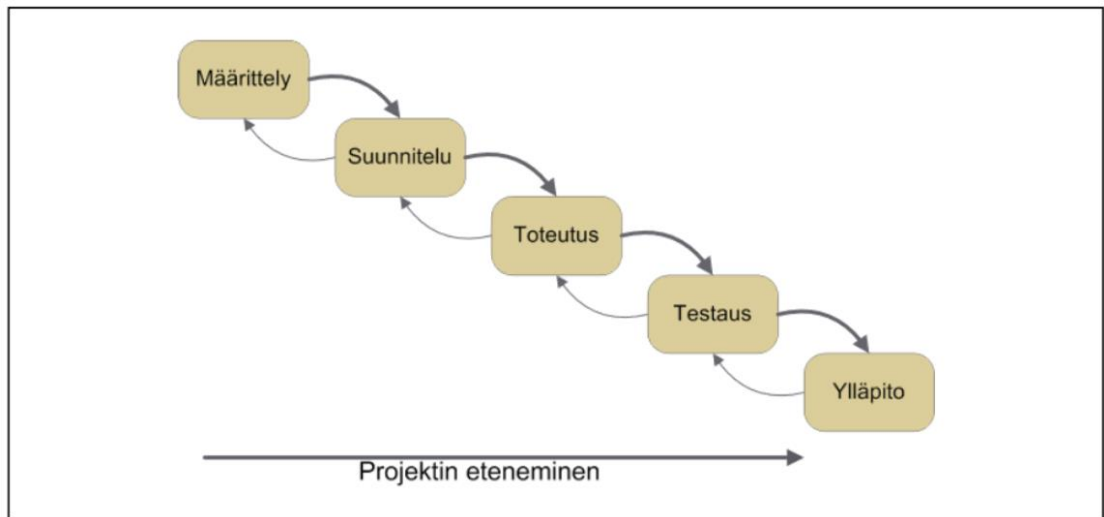 Määrittely
Suunnitelu
Toteutus
Testaus
Ylläpito
Projektin eteneminen